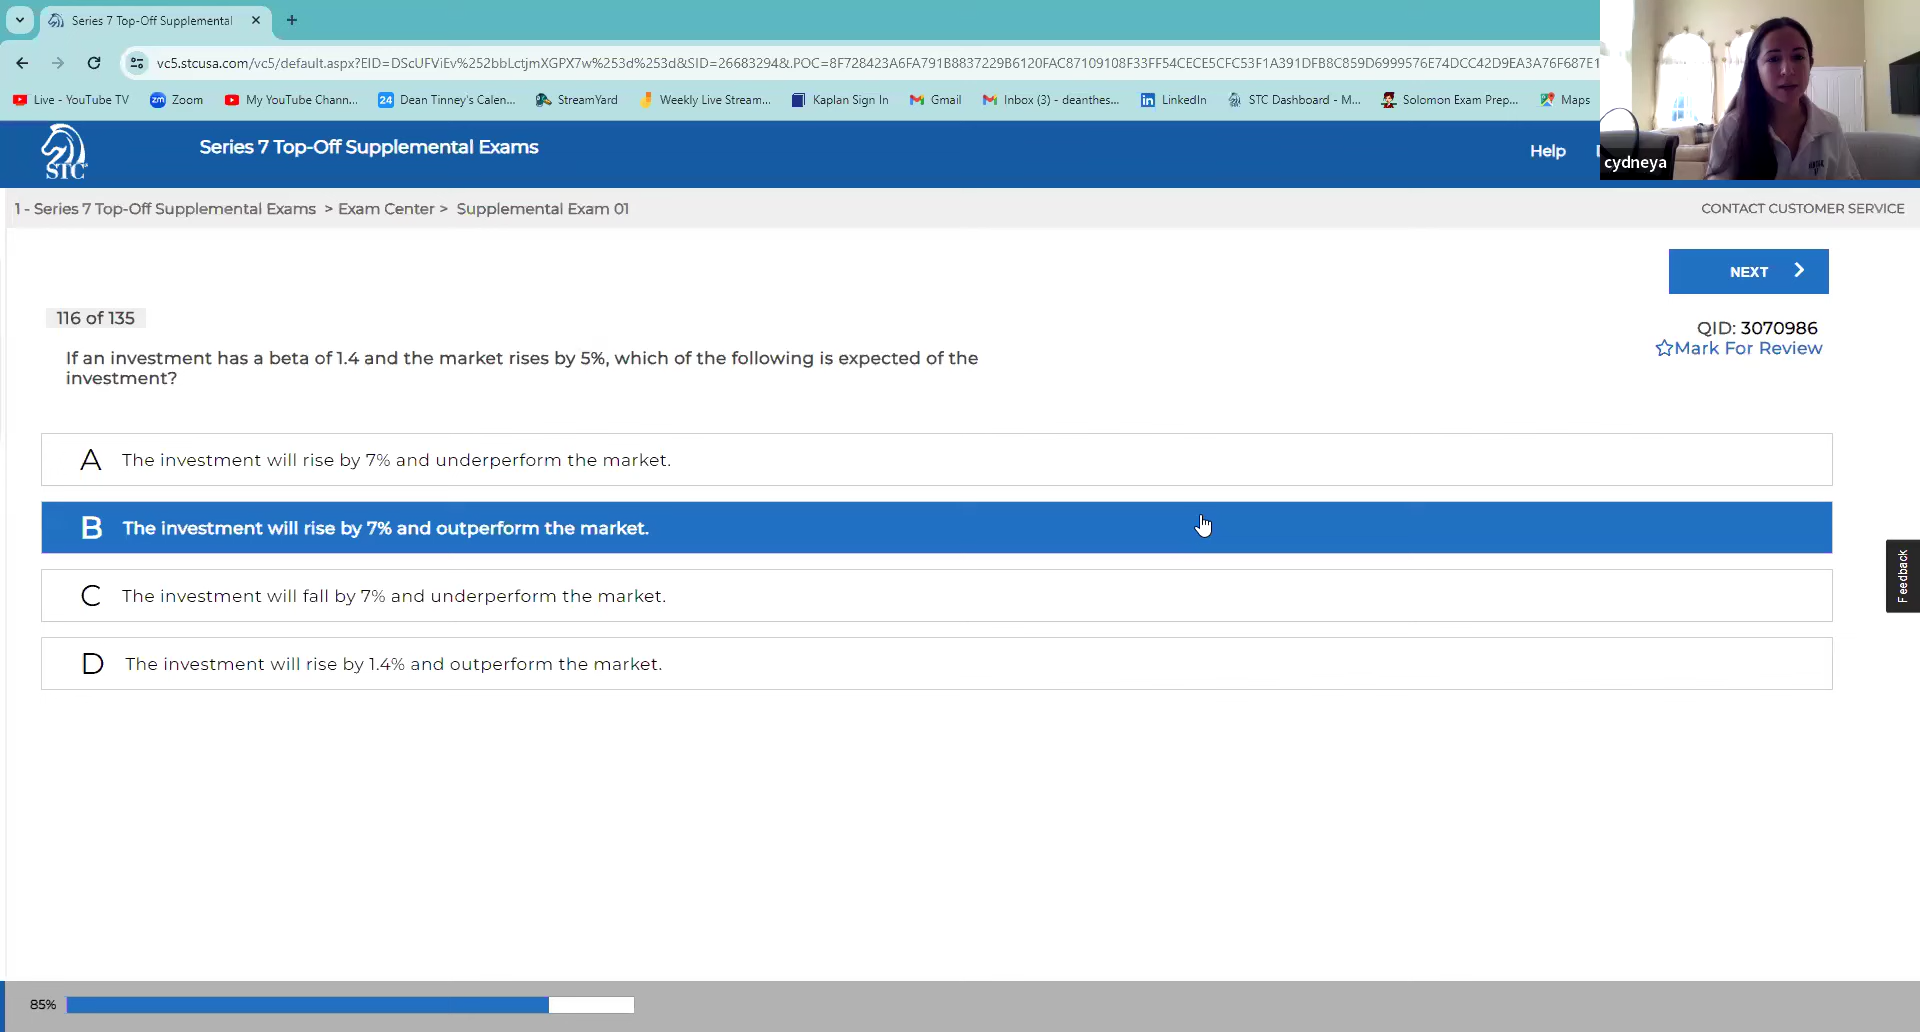 Series 7 Top-Off Supplemental
vc5.stcusa.com/vc5/default.aspx?EID=DScUFViEv%252bbLctjmXGPX7w%253d%253d&SID=26683294&.POC=8F728423A6FA791B8837229B6120FAC87109108F33FF54CECE5CFC53F1A391DFB8C859D6999576E74DCC42D9EA3A76F687E1
Live - YouTube TV
zm Zoom
My YouTube Chann...
24 Dean Tinney's Calen...
StreamYard
Weekly Live Stream...
Kaplan Sign In
Gmail
Inbox (3) - deanthes...
LinkedIn
STC Dashboard - M...
Solomon Exam Prep...
Maps
STC
Series 7 Top-Off Supplemental Exams
Help
cydneya
1 - Series 7 Top-Off Supplemental Exams > Exam Center > Supplemental Exam 01
CONTACT CUSTOMER SERVICE
NEXT
116 of 135
QID: 3070986
Mark For Review
If an investment has a beta of 1.4 and the market rises by 5%, which of the following is expected of the
investment?
A The investment will rise by 7% and underperform the market.
B The investment will rise by 7% and outperform the market.
C The investment will fall by 7% and underperform the market.
D The investment will rise by 1.4% and outperform the market.
Feedback
85%